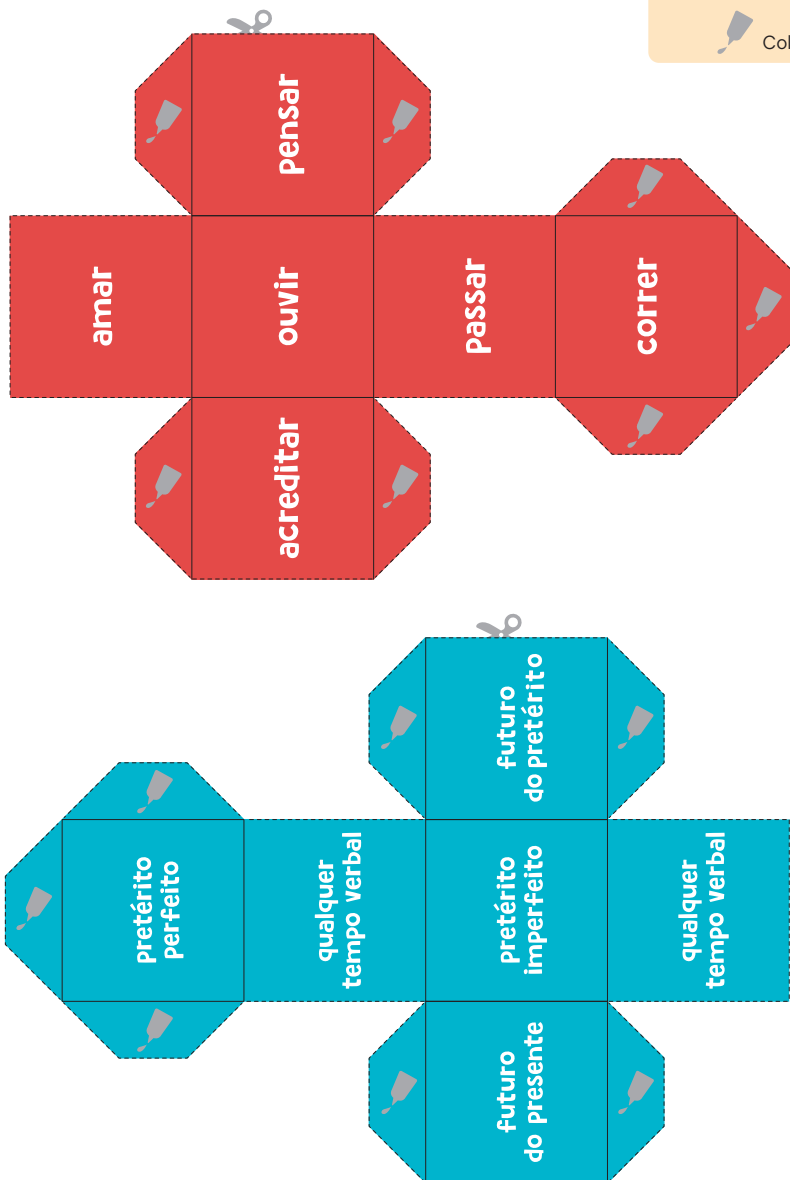 Col
pensar
amar
ouvir
passar
correr
acreditar
futuro
do pretérito
pretérito
perfeito
qualquer
tempo verbal
pretérito
imperfeito
qualquer
tempo verbal
futuro
do presente